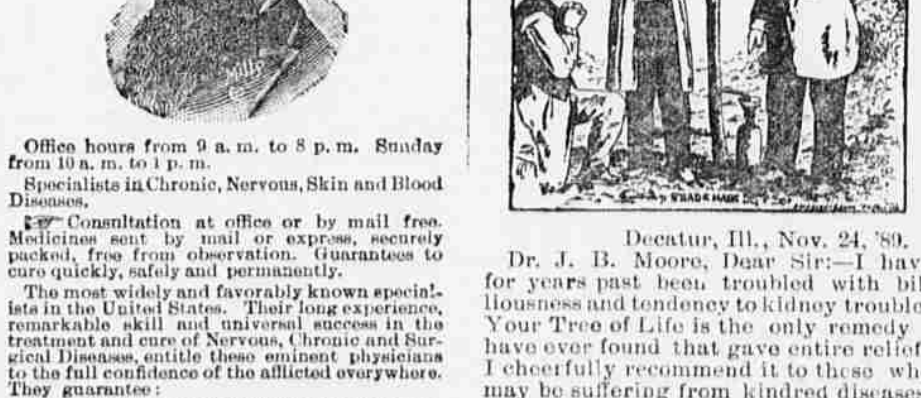 Office hours from 9 a. m. to 8 p. m. Sunday
from 10 a. m. to 1 p. m.
Specialists in Chronic, Nervous, Skin and Blood
Diseases.
☞ Consultation at office or by mail free.
Medicines sent by mail or express, securely
packed, free from observation. Guarantees to
cure quickly, safely and permanently.
The most widely and favorably known special-
ists in the United States. Their long experience,
remarkable skill and universal success in the
treatment and cure of Nervous, Chronic and Sur-
gical Diseases, entitle these eminent physicians
to the full confidence of the afflicted everywhere.
They guarantee:
TRADE MARK
Decatur, Ill., Nov. 24, '89.
Dr. J. B. Moore, Dear Sir:—I hav
for years past been troubled with bil
liousness and tendency to kidney trouble
Your Tree of Life is the only remedy
have ever found that gave entire relief
I cheerfully recommend it to these wh
may be suffering from kindred diseases